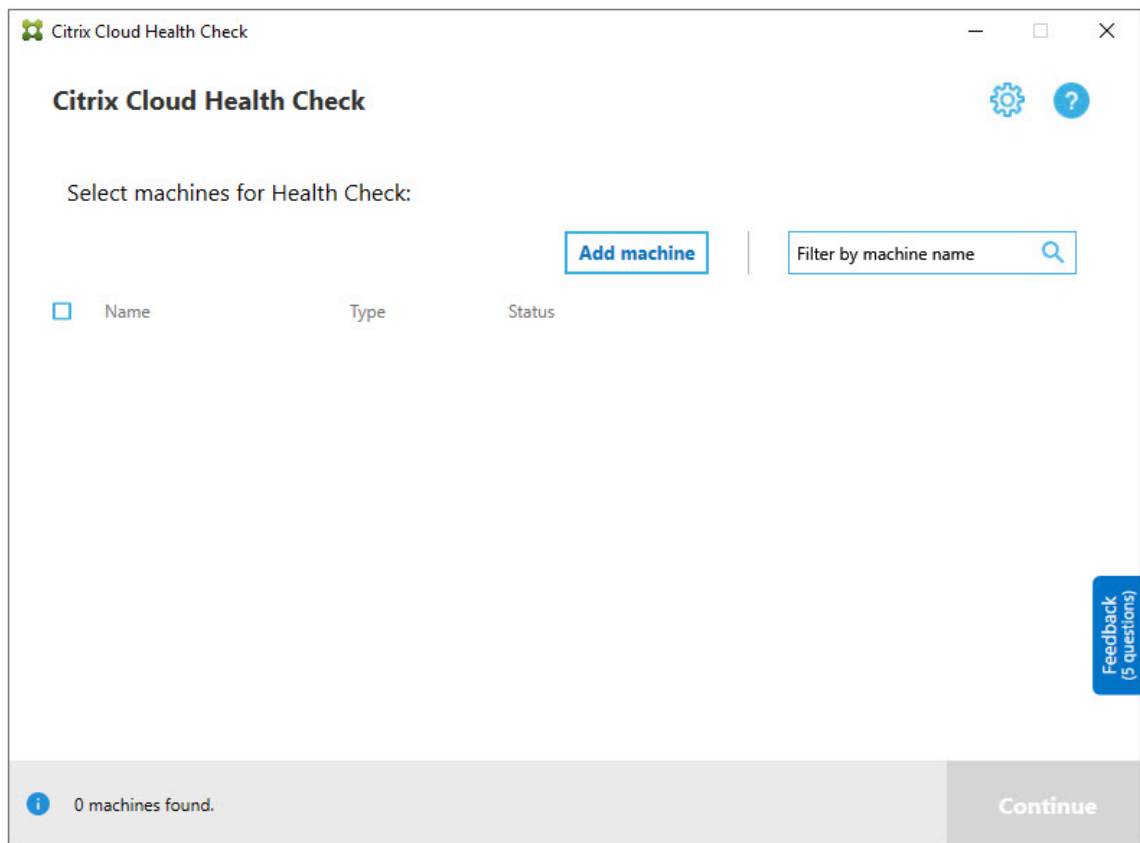 Citrix Cloud Health Check
Citrix Cloud Health Check
?
Select machines for Health Check:
Add machine
Filter by machine name
Name Type Status
Feedback
(5 questions)
i
0 machines found.
Continue